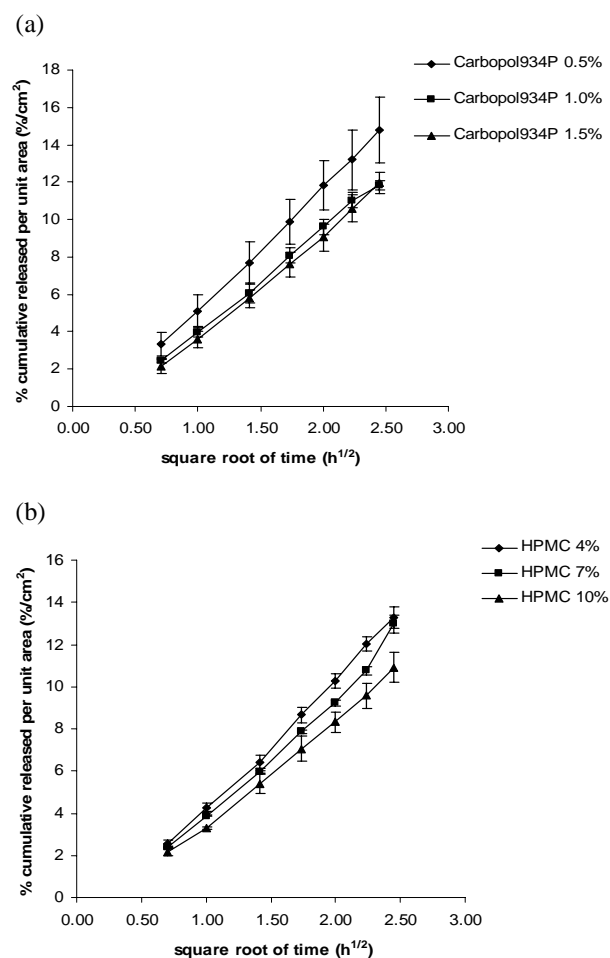 (a)
% cumulative released per unit area (%/cm²)
18
16
14
12
10
8
6
4
2
0
0.00 0.50 1.00 1.50 2.00 2.50 3.00
square root of time (h^1/2)
Carbopol934P 0.5%
Carbopol934P 1.0%
Carbopol934P 1.5%
(b)
% cumulative released per unit area (%/cm²)
16
14
12
10
8
6
4
2
0
0.00 0.50 1.00 1.50 2.00 2.50 3.00
square root of time (h^1/2)
HPMC 4%
HPMC 7%
HPMC 10%